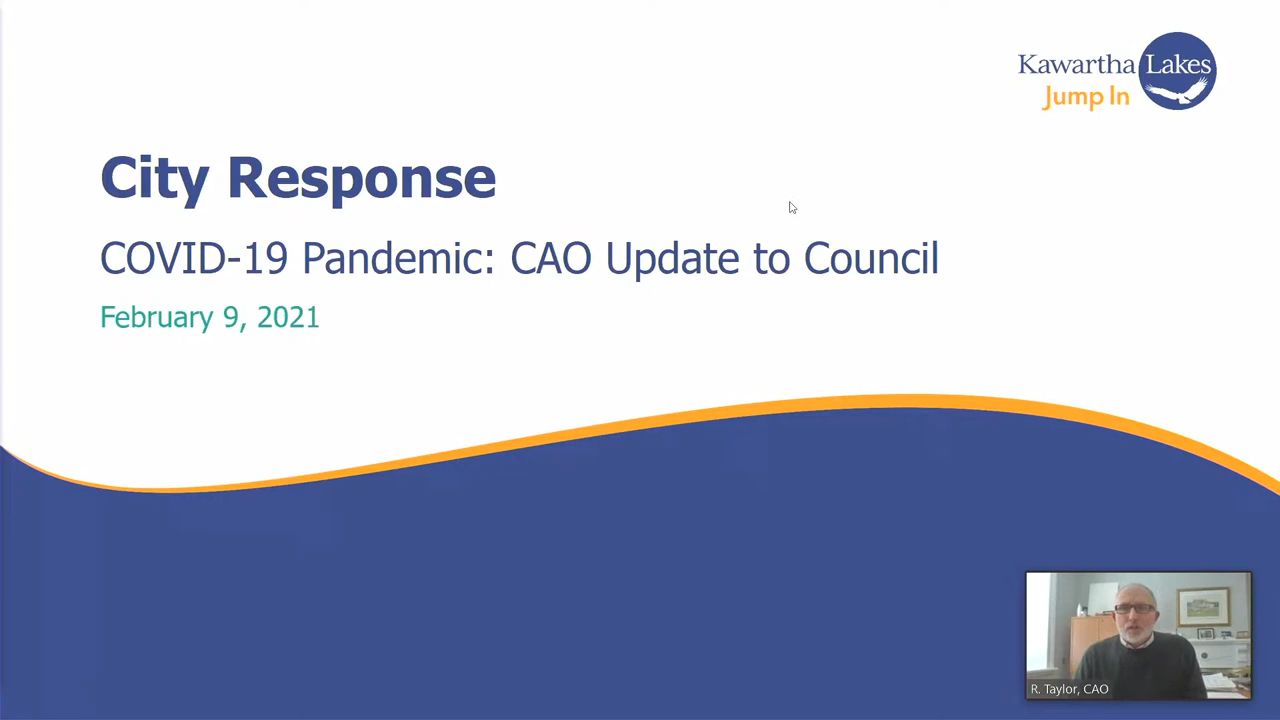 Kawartha Lakes
Jump In
City Response
COVID-19 Pandemic: CAO Update to Council
February 9, 2021
R. Taylor, CAO